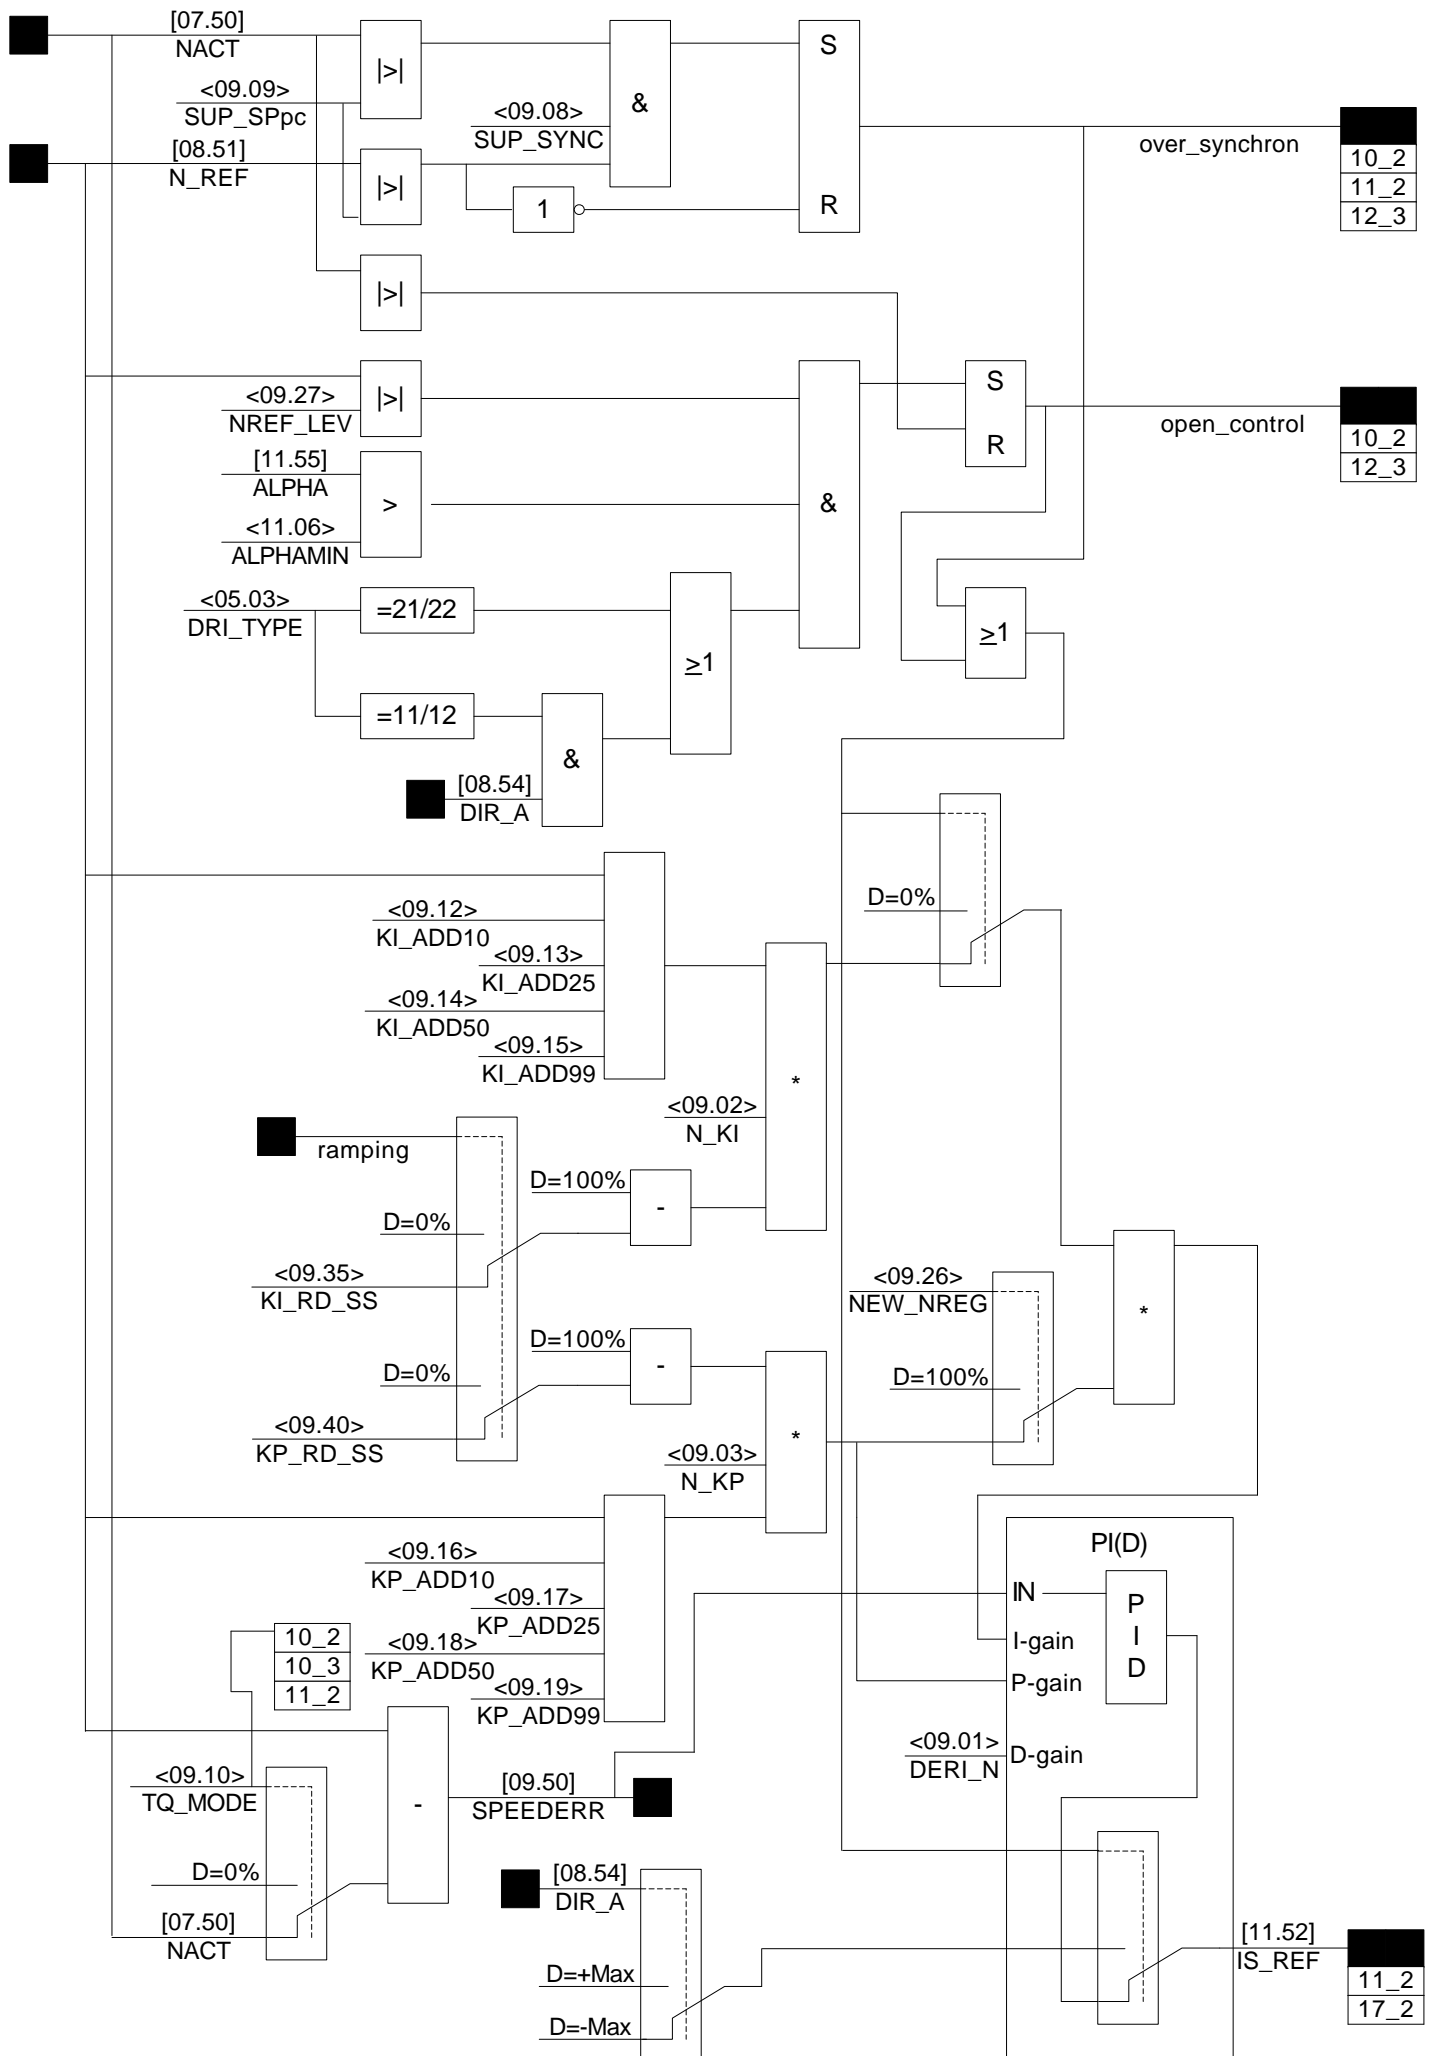 [07.50]
NACT
|>|
<09.09>
SUP_SPpc
&
S
R
<09.08>
SUP_SYNC
over_synchron
10_2
11_2
12_3
[08.51]
N_REF
|>|
1
|>|
<09.27>
NREF_LEV
|>|
S
R
open_control
10_2
12_3
[11.55]
ALPHA
>
<11.06>
ALPHAMIN
&
<05.03>
DRI_TYPE
=21/22
≥1
≥1
=11/12
&
[08.54]
DIR_A
D=0%
<09.12>
KI_ADD10
<09.13>
KI_ADD25
<09.14>
KI_ADD50
<09.15>
KI_ADD99
*
<09.02>
N_KI
ramping
D=100%
-
D=0%
<09.35>
KI_RD_SS
<09.26>
NEW_NREG
*
D=100%
-
D=0%
D=100%
<09.40>
KP_RD_SS
*
<09.03>
N_KP
PI(D)
<09.16>
KP_ADD10
IN
P
I
D
<09.17>
KP_ADD25
10_2
10_3
11_2
<09.18>
KP_ADD50
I-gain
P-gain
<09.19>
KP_ADD99
<09.01>
DERI_N
D-gain
<09.10>
TQ_MODE
-
[09.50]
SPEEDERR
D=0%
[08.54]
DIR_A
[07.50]
NACT
[11.52]
IS_REF
11_2
17_2
D=+Max
D=-Max